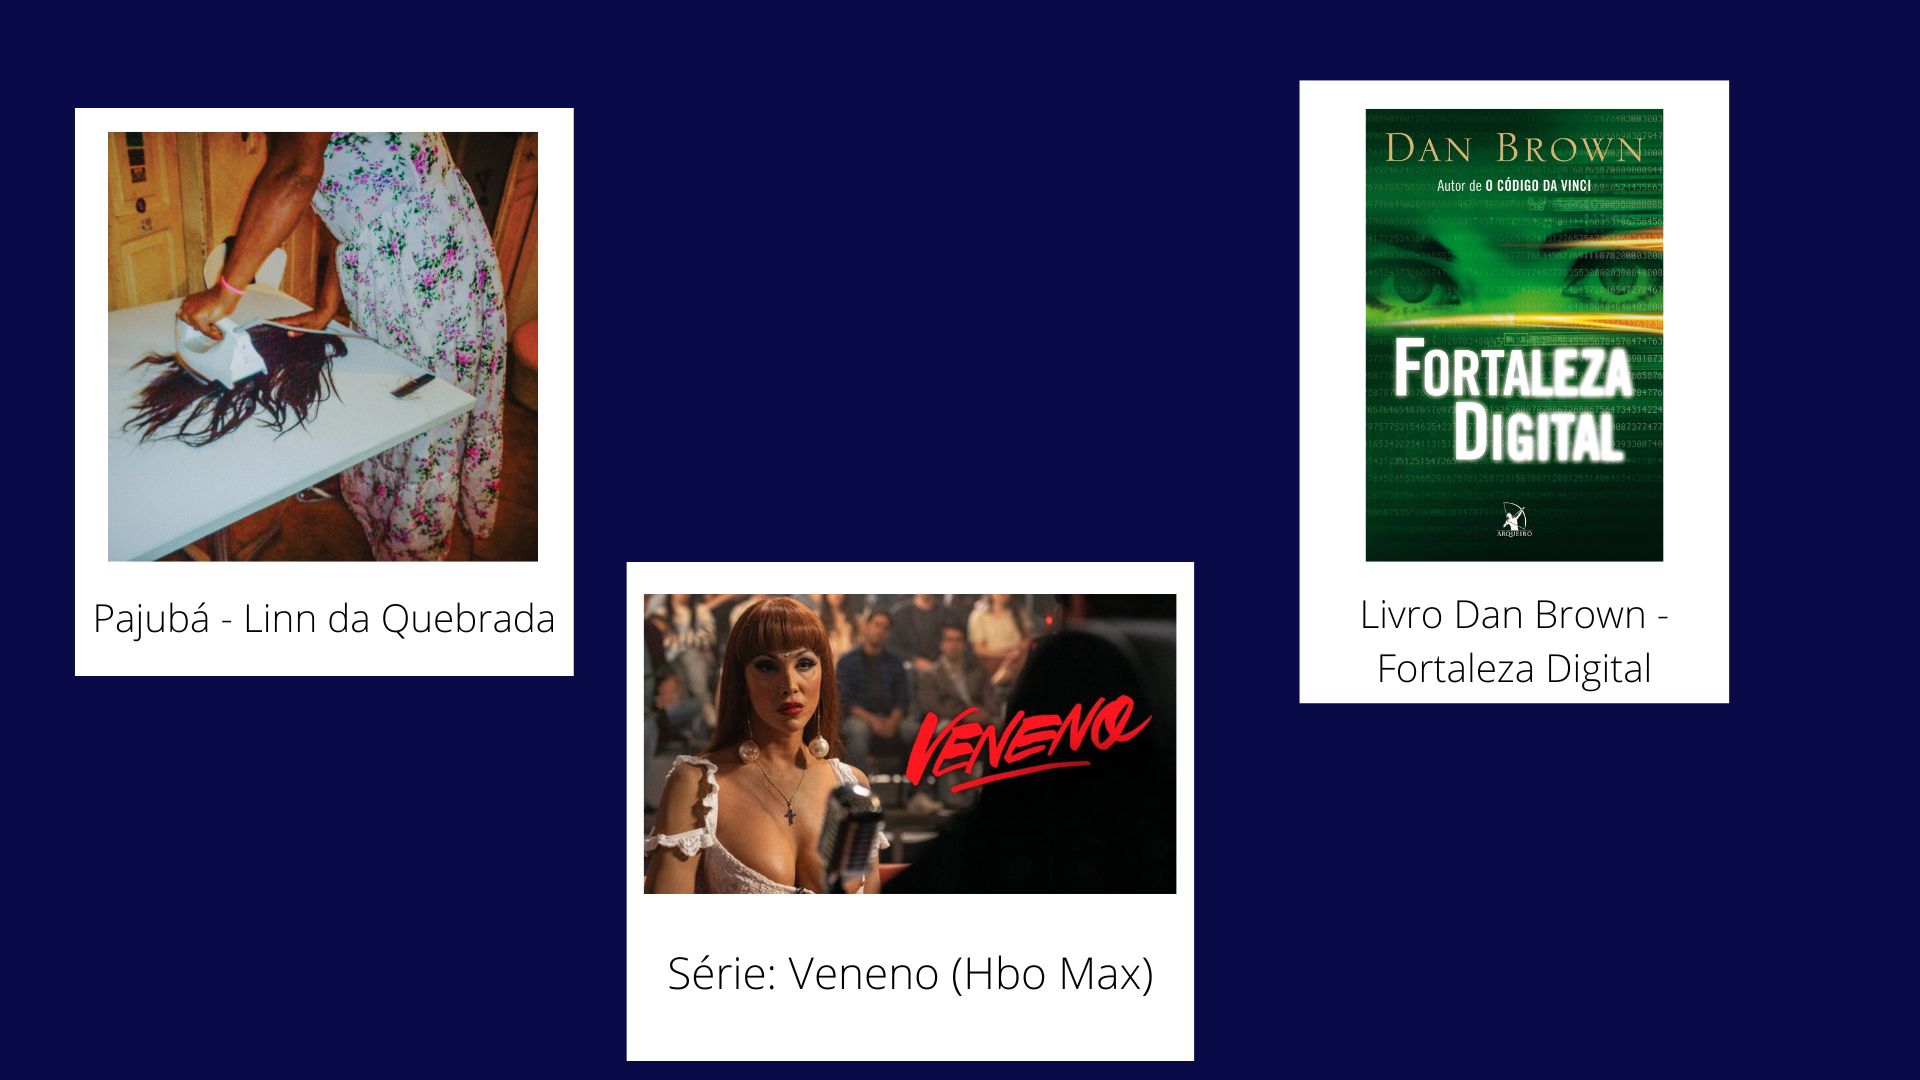 Pajubá - Linn da Quebrada
VENENO
Série: Veneno (Hbo Max)
DAN BROWN
Autor de O CÓDIGO DA VINCI
FORTALEZA
DIGITAL
ARQUEIRO
Livro Dan Brown -
Fortaleza Digital